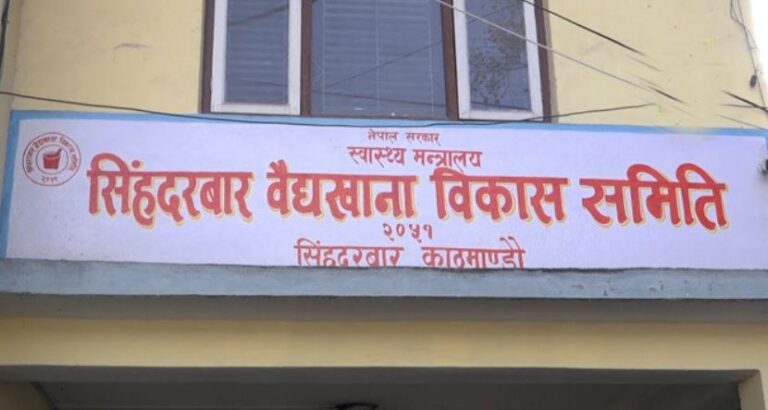 नेपाल सरकार
स्वास्थ्य मन्त्रालय
सिंहदरबार वैद्यखाना विकास समिति
२०५१
सिंहदरबार काठमाण्डौ